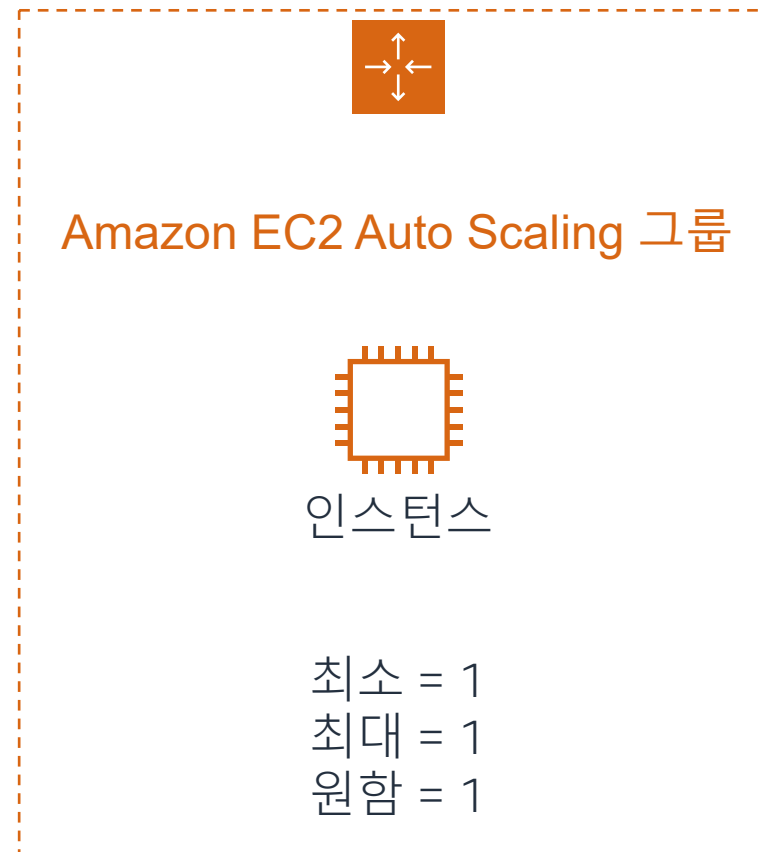 Amazon EC2 Auto Scaling 그룹
인스턴스
최소 = 1
최대 = 1
원함 = 1